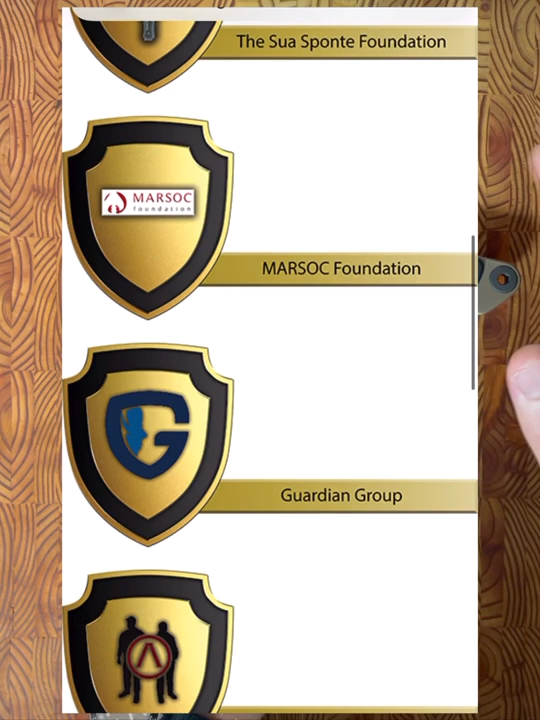 The Sua Sponte Foundation
MARSOC
foundation
MARSOC Foundation
G
Guardian Group